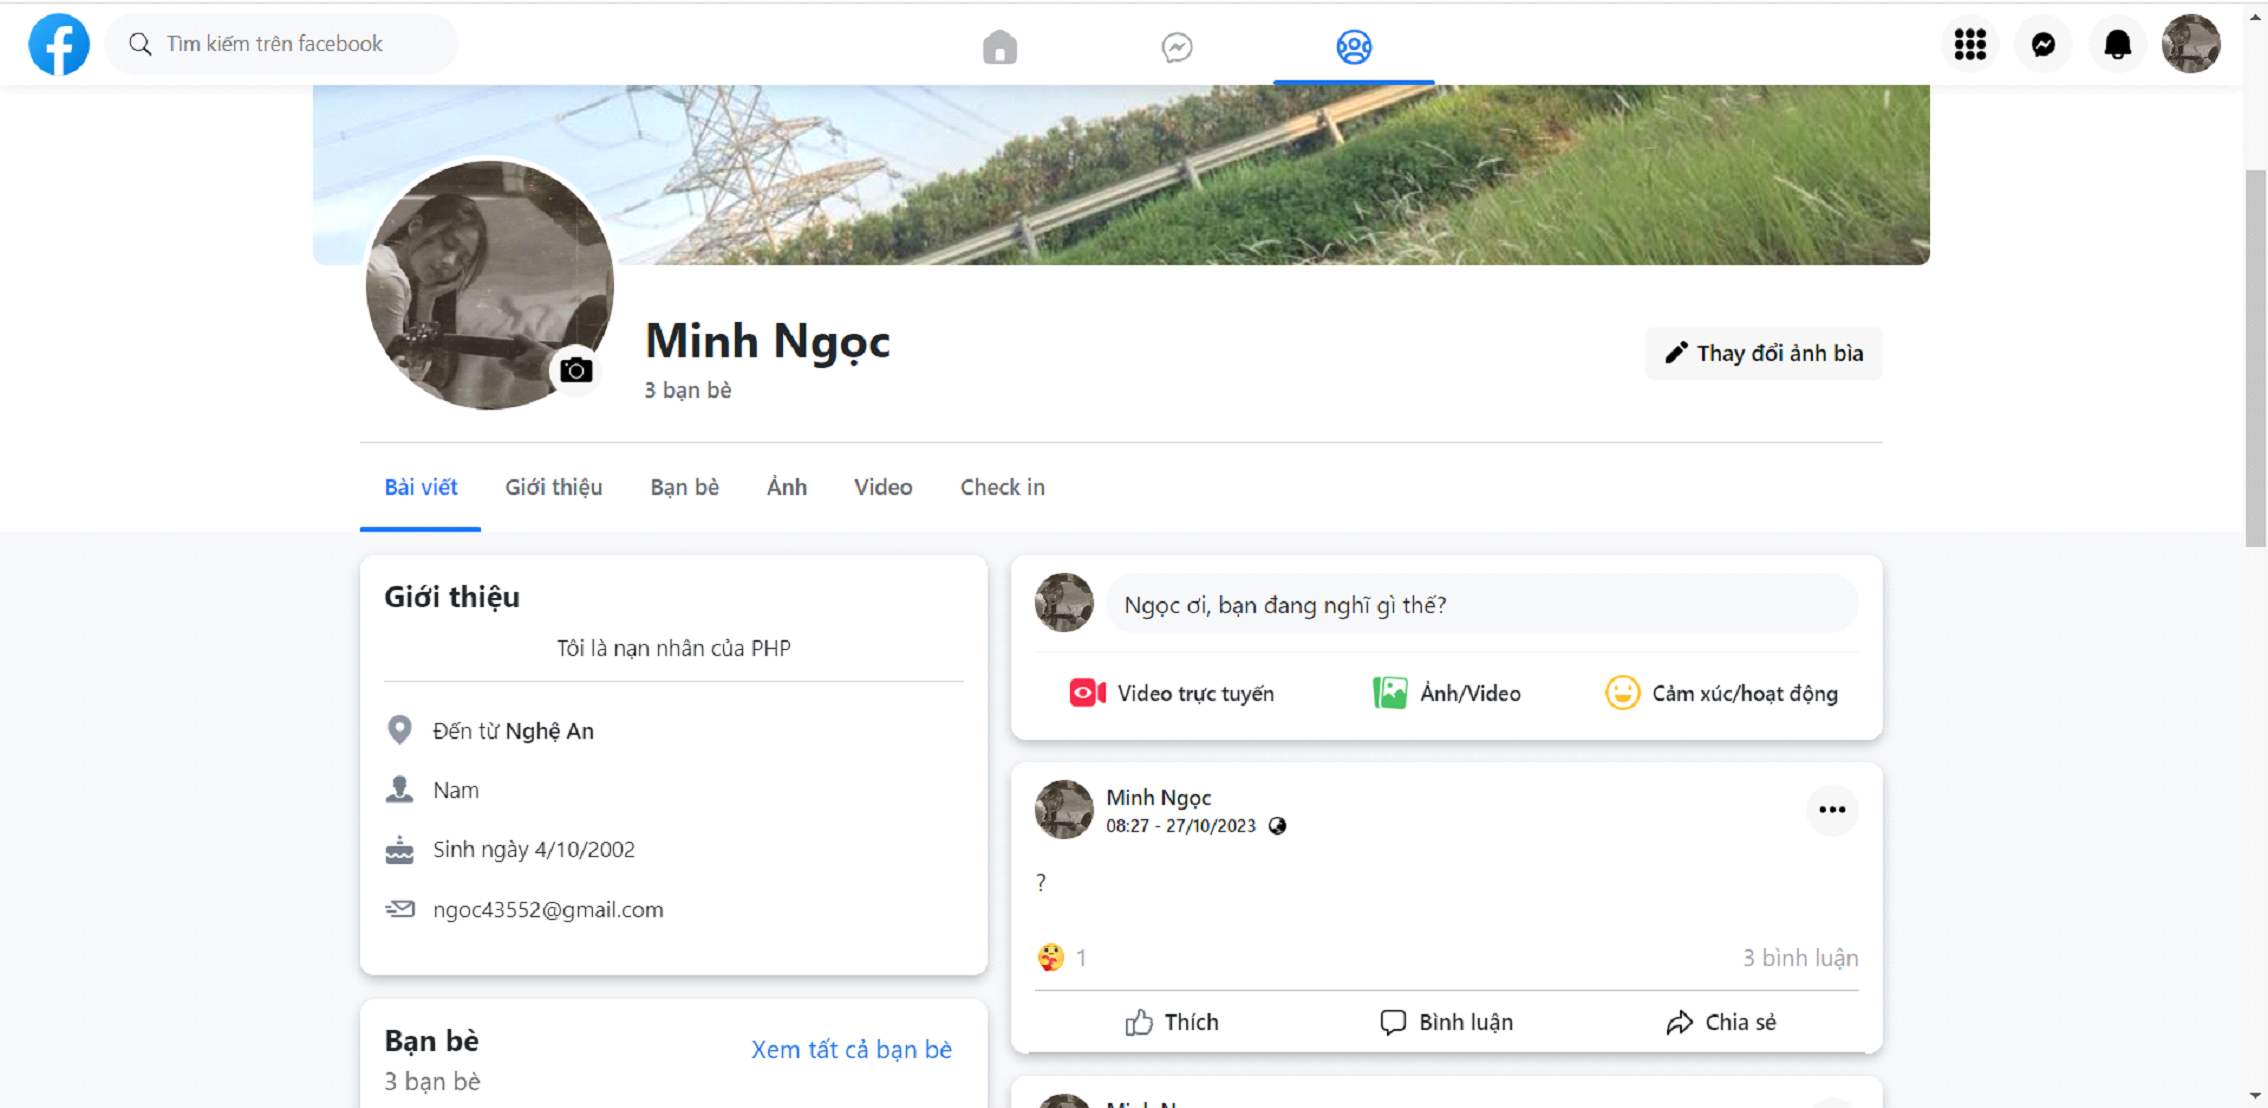 Tìm kiếm trên facebook
Minh Ngọc
3 bạn bè
Thay đổi ảnh bìa
Bài viết
Giới thiệu
Bạn bè
Ảnh
Video
Check in
Giới thiệu
Tôi là nạn nhân của PHP
Đến từ Nghệ An
Nam
Sinh ngày 4/10/2002
ngoc43552@gmail.com
Bạn bè
Xem tất cả bạn bè
3 bạn bè
Ngọc ơi, bạn đang nghĩ gì thế?
Video trực tuyến
Ảnh/Video
Cảm xúc/hoạt động
Minh Ngọc
08:27 - 27/10/2023
?
1
3 bình luận
Thích
Bình luận
Chia sẻ